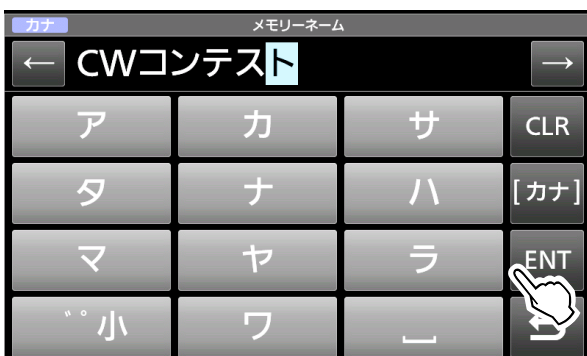 カナ メモリーネーム
← CWコンテスト →
ア カ サ CLR
タ ナ ハ [カナ]
マ ヤ ラ ENT
゛゜小 ワ ␣